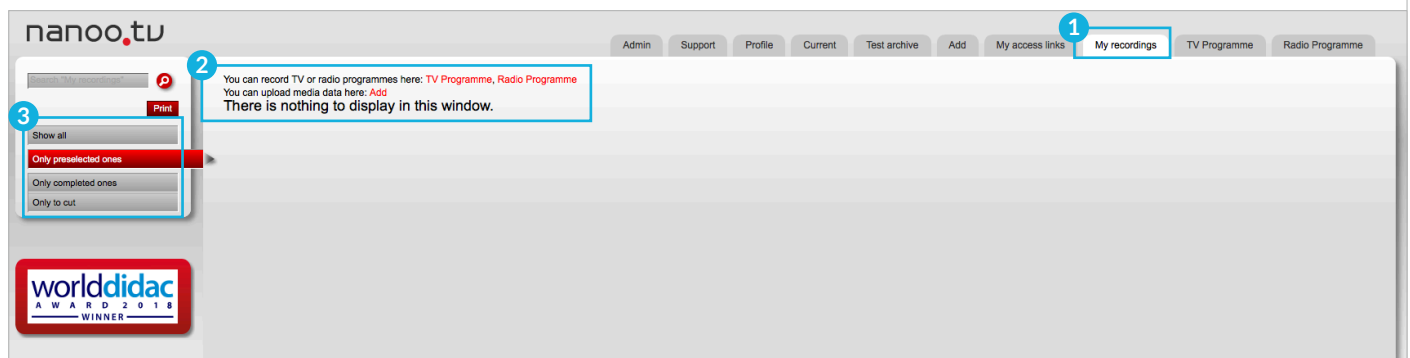 nanoo.tv
1
Admin Support Profile Current Test archive Add My access links My recordings TV Programme Radio Programme
Search "My recordings"
2
You can record TV or radio programmes here: TV Programme, Radio Programme
You can upload media data here: Add
There is nothing to display in this window.
Print
3
Show all
Only preselected ones
Only completed ones
Only to cut
worlddidac
AWARD 2018
WINNER